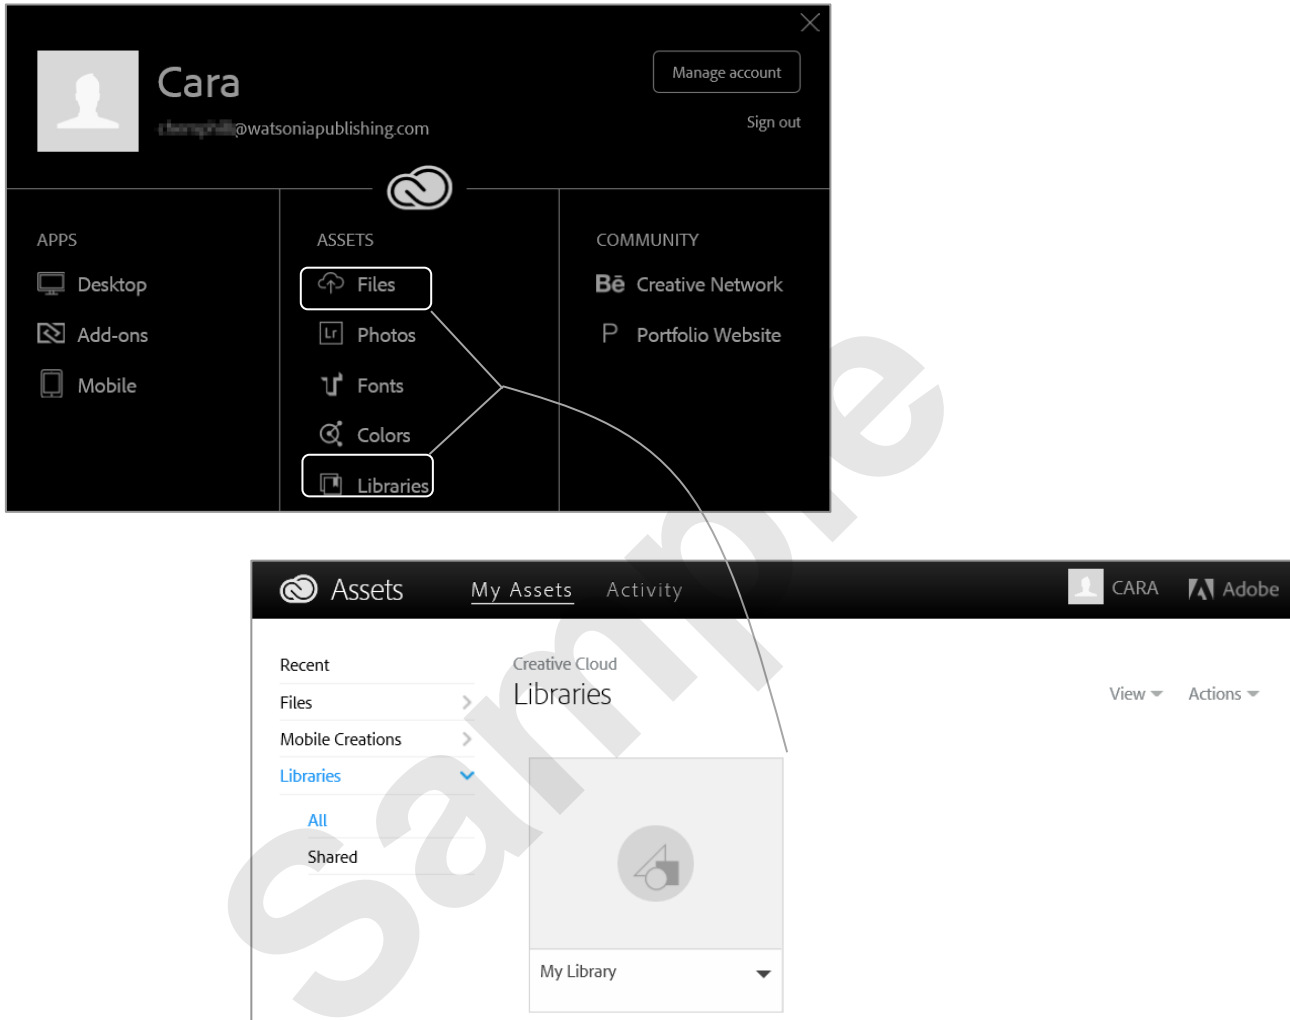 Cara
Manage account
@watsoniapublishing.com
Sign out
APPS
Desktop
Add-ons
Mobile
ASSETS
Files
Lr Photos
Fonts
Colors
Libraries
COMMUNITY
Bē Creative Network
P Portfolio Website
Assets
My Assets
Activity
CARA
Adobe
Recent
Files
Mobile Creations
Libraries
All
Shared
Creative Cloud
Libraries
View
Actions
My Library
Sample